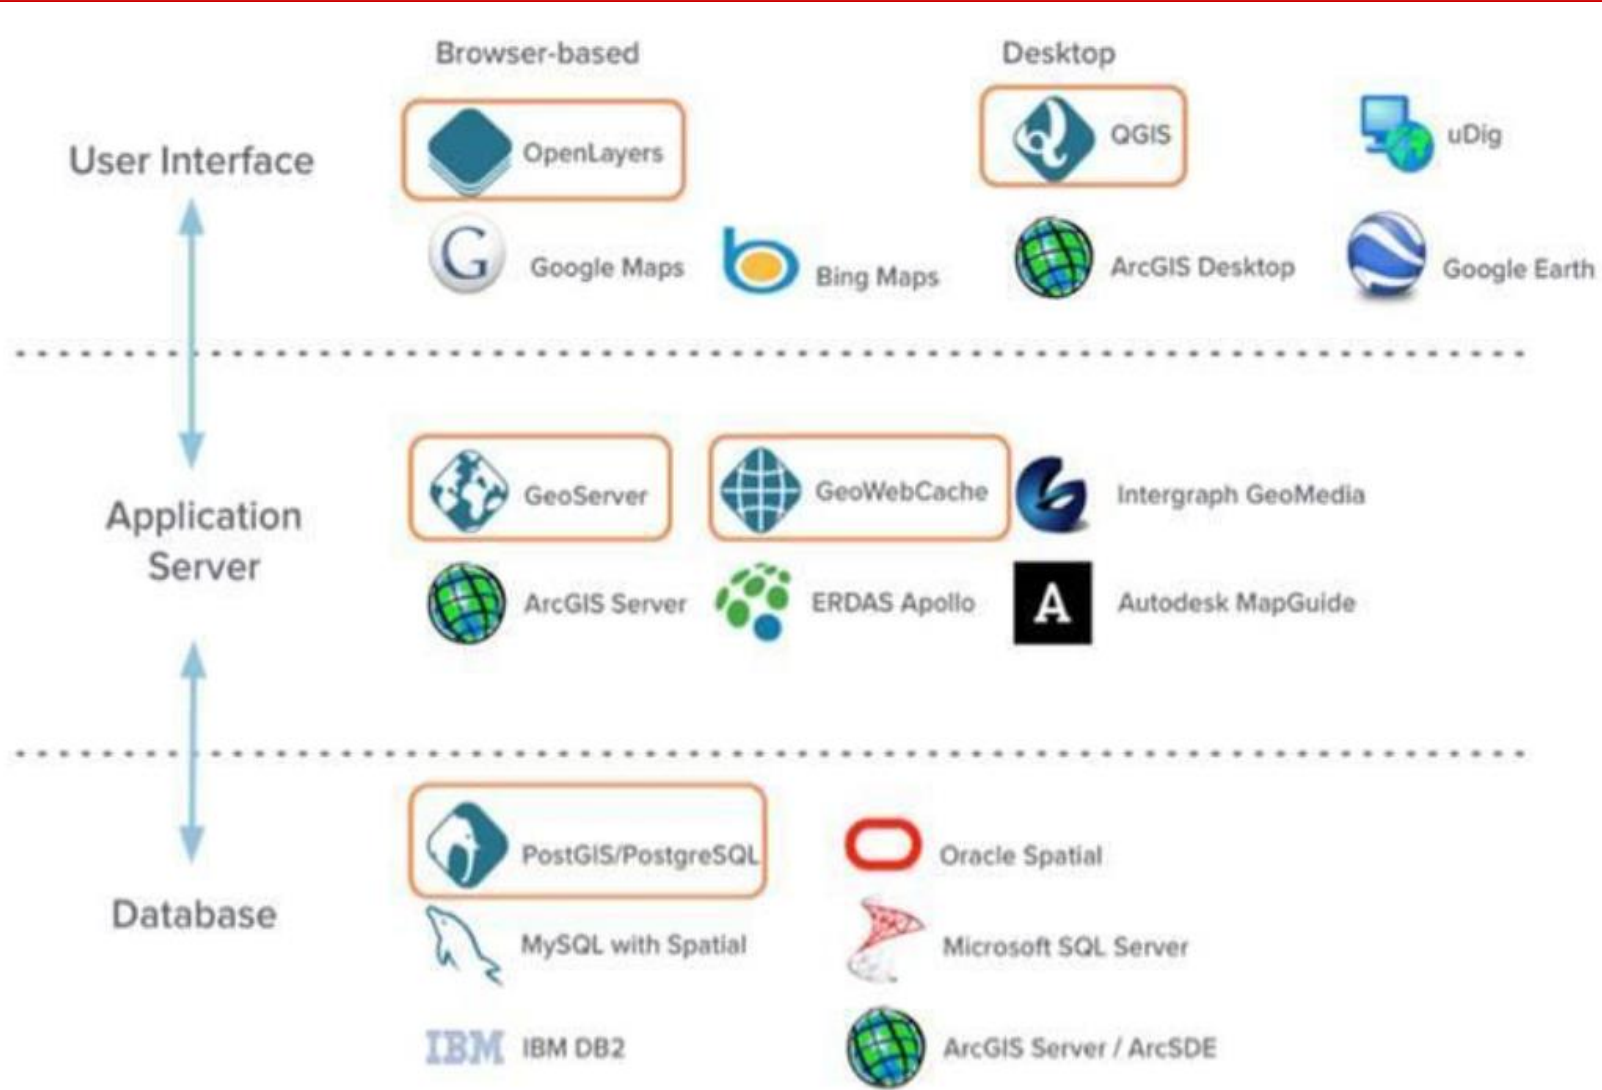 Browser-based
Desktop
User Interface
OpenLayers
QGIS
uDig
G
Google Maps
Bing Maps
ArcGIS Desktop
Google Earth
Application
Server
GeoServer
GeoWebCache
Intergraph GeoMedia
ArcGIS Server
ERDAS Apollo
A
Autodesk MapGuide
Database
PostGIS/PostgreSQL
Oracle Spatial
MySQL with Spatial
Microsoft SQL Server
IBM
IBM DB2
ArcGIS Server / ArcSDE